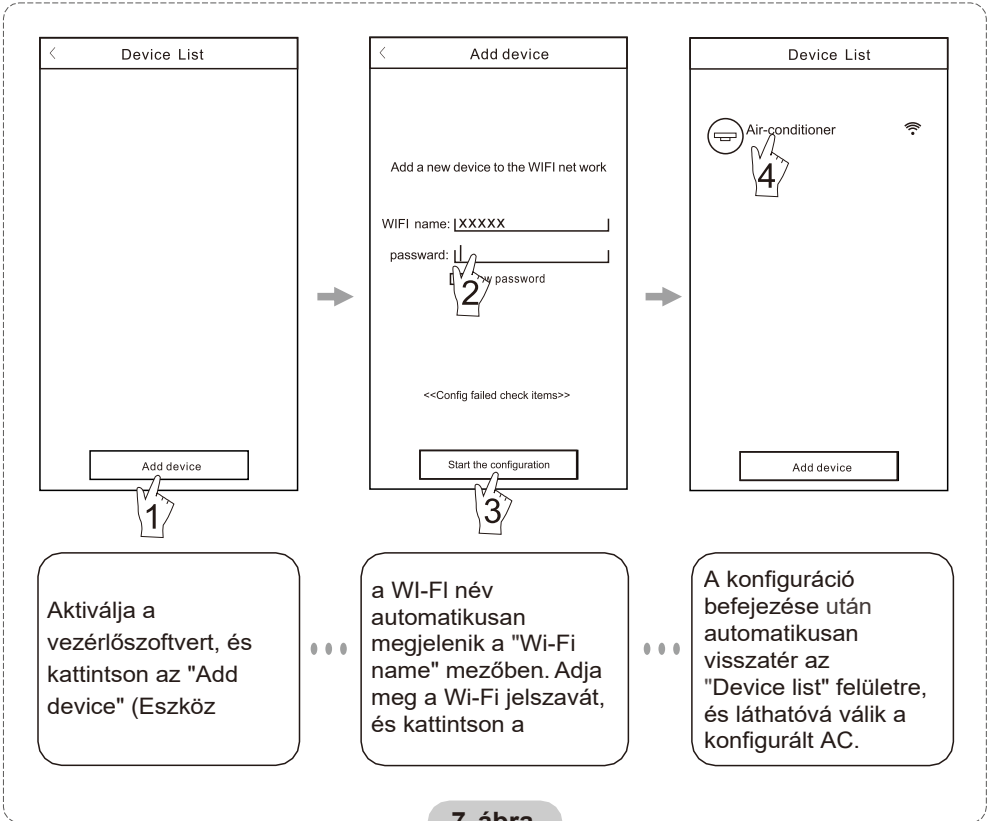 Device List
Add device
1
Add device
Add a new device to the WIFI net work
WIFI name: XXXXX
passward:
password
2
<<Config failed check items>>
Start the configuration
3
Device List
Air-conditioner
4
Add device
Aktiválja a
vezérlőszoftvert, és
kattintson az "Add
device" (Eszköz
a WI-FI név
automatikusan
megjelenik a "Wi-Fi
name" mezőben. Adja
meg a Wi-Fi jelszavát,
és kattintson a
A konfiguráció
befejezése után
automatikusan
visszatér az
"Device list" felületre,
és láthatóvá válik a
konfigurált AC.
7. ábra